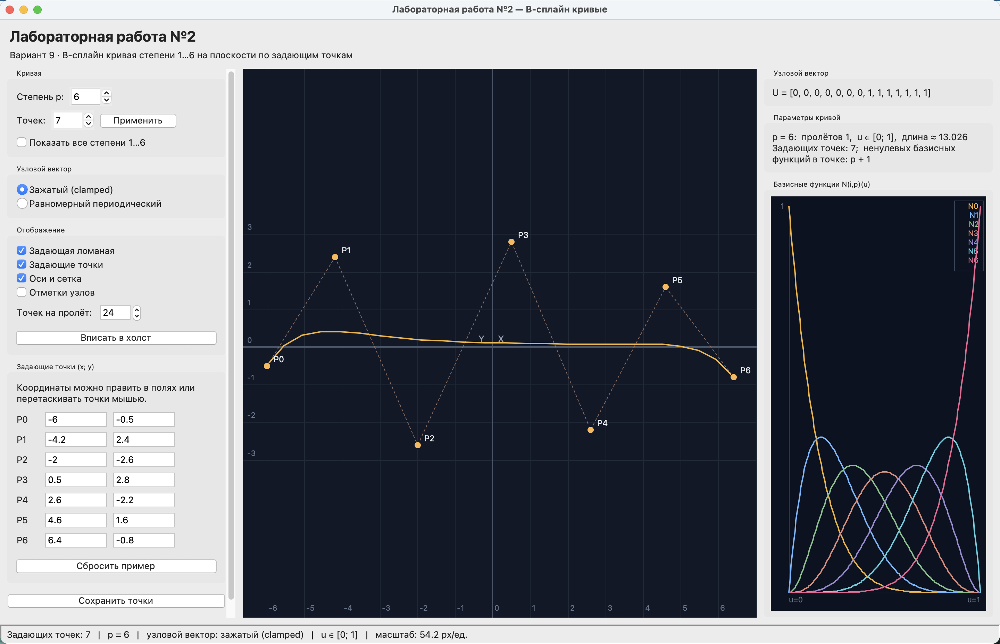 Лабораторная работа №2 — B-сплайн кривые
Лабораторная работа №2
Вариант 9 · B-сплайн кривая степени 1…6 на плоскости по задающим точкам
Кривая
Степень p: 6
Точек: 7 Применить
Показать все степени 1…6
Узловой вектор
Зажатый (clamped)
Равномерный периодический
Отображение
Задающая ломаная
Задающие точки
Оси и сетка
Отметки узлов
Точек на пролёт: 24
Вписать в холст
Задающие точки (x; y)
Координаты можно править в полях или
перетаскивать точки мышью.
P0 -6 -0.5
P1 -4.2 2.4
P2 -2 -2.6
P3 0.5 2.8
P4 2.6 -2.2
P5 4.6 1.6
P6 6.4 -0.8
Сбросить пример
Сохранить точки
3
2
1
0
-1
-2
-3
P0
P1
P2
P3
P4
P5
P6
Y X
-6 -5 -4 -3 -2 -1 0 1 2 3 4 5 6
Узловой вектор
U = [0, 0, 0, 0, 0, 0, 0, 1, 1, 1, 1, 1, 1, 1]
Параметры кривой
p = 6: пролётов 1, u ∈ [0; 1], длина ≈ 13.026
Задающих точек: 7; ненулевых базисных
функций в точке: p + 1
Базисные функции N(i,p)(u)
1
N0
N1
N2
N3
N4
N5
N6
u=0 u=1
Задающих точек: 7 | p = 6 | узловой вектор: зажатый (clamped) | u ∈ [0; 1] | масштаб: 54.2 px/ед.